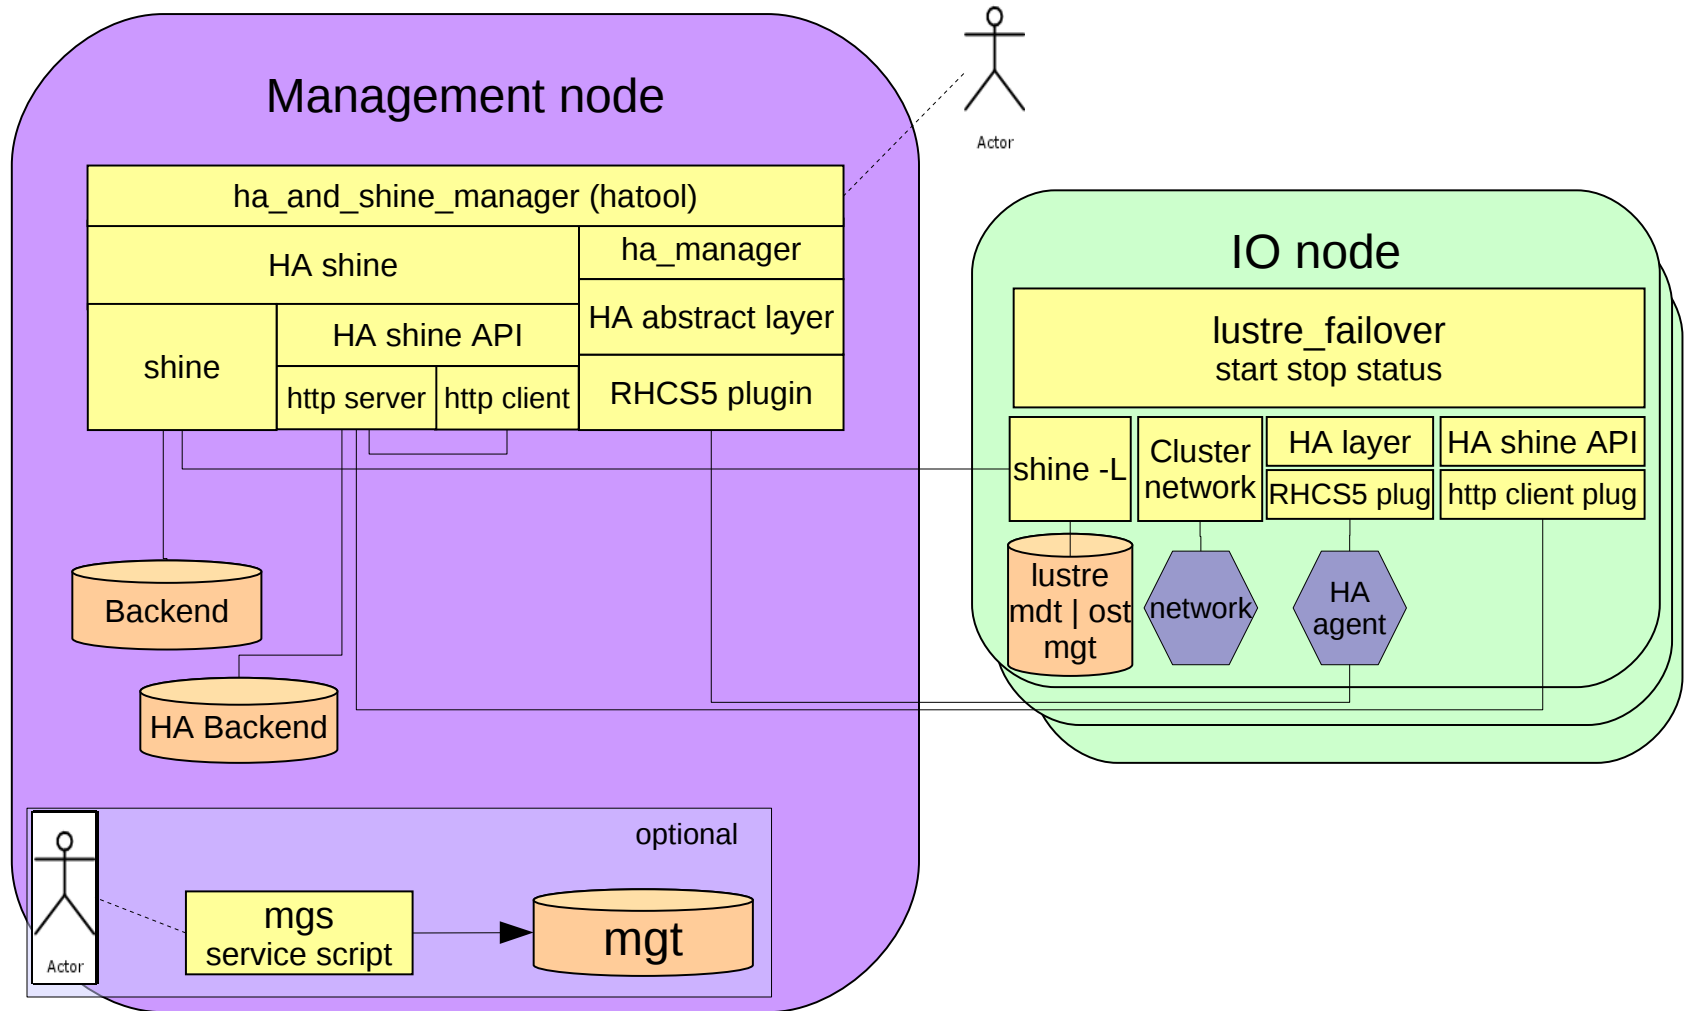 Management node
Actor
ha_and_shine_manager (hatool)
HA shine
ha_manager
HA abstract layer
shine
HA shine API
http server
http client
RHCS5 plugin
Backend
HA Backend
IO node
lustre_failover
start stop status
shine -L
Cluster
network
HA layer
HA shine API
RHCS5 plug
http client plug
lustre
mdt | ost
mgt
network
HA
agent
optional
Actor
mgs
service script
mgt